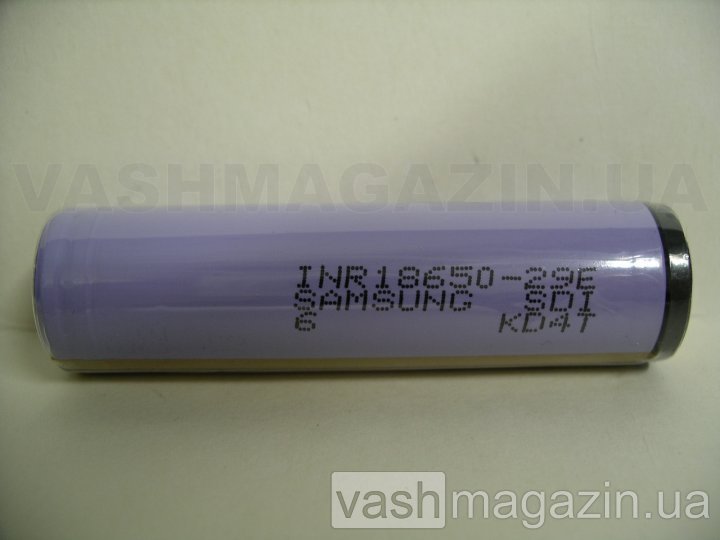 VASHMAGAZIN.UA
INR18650-29E
SAMSUNG SDI
6 KD4T
vashmagazin.ua